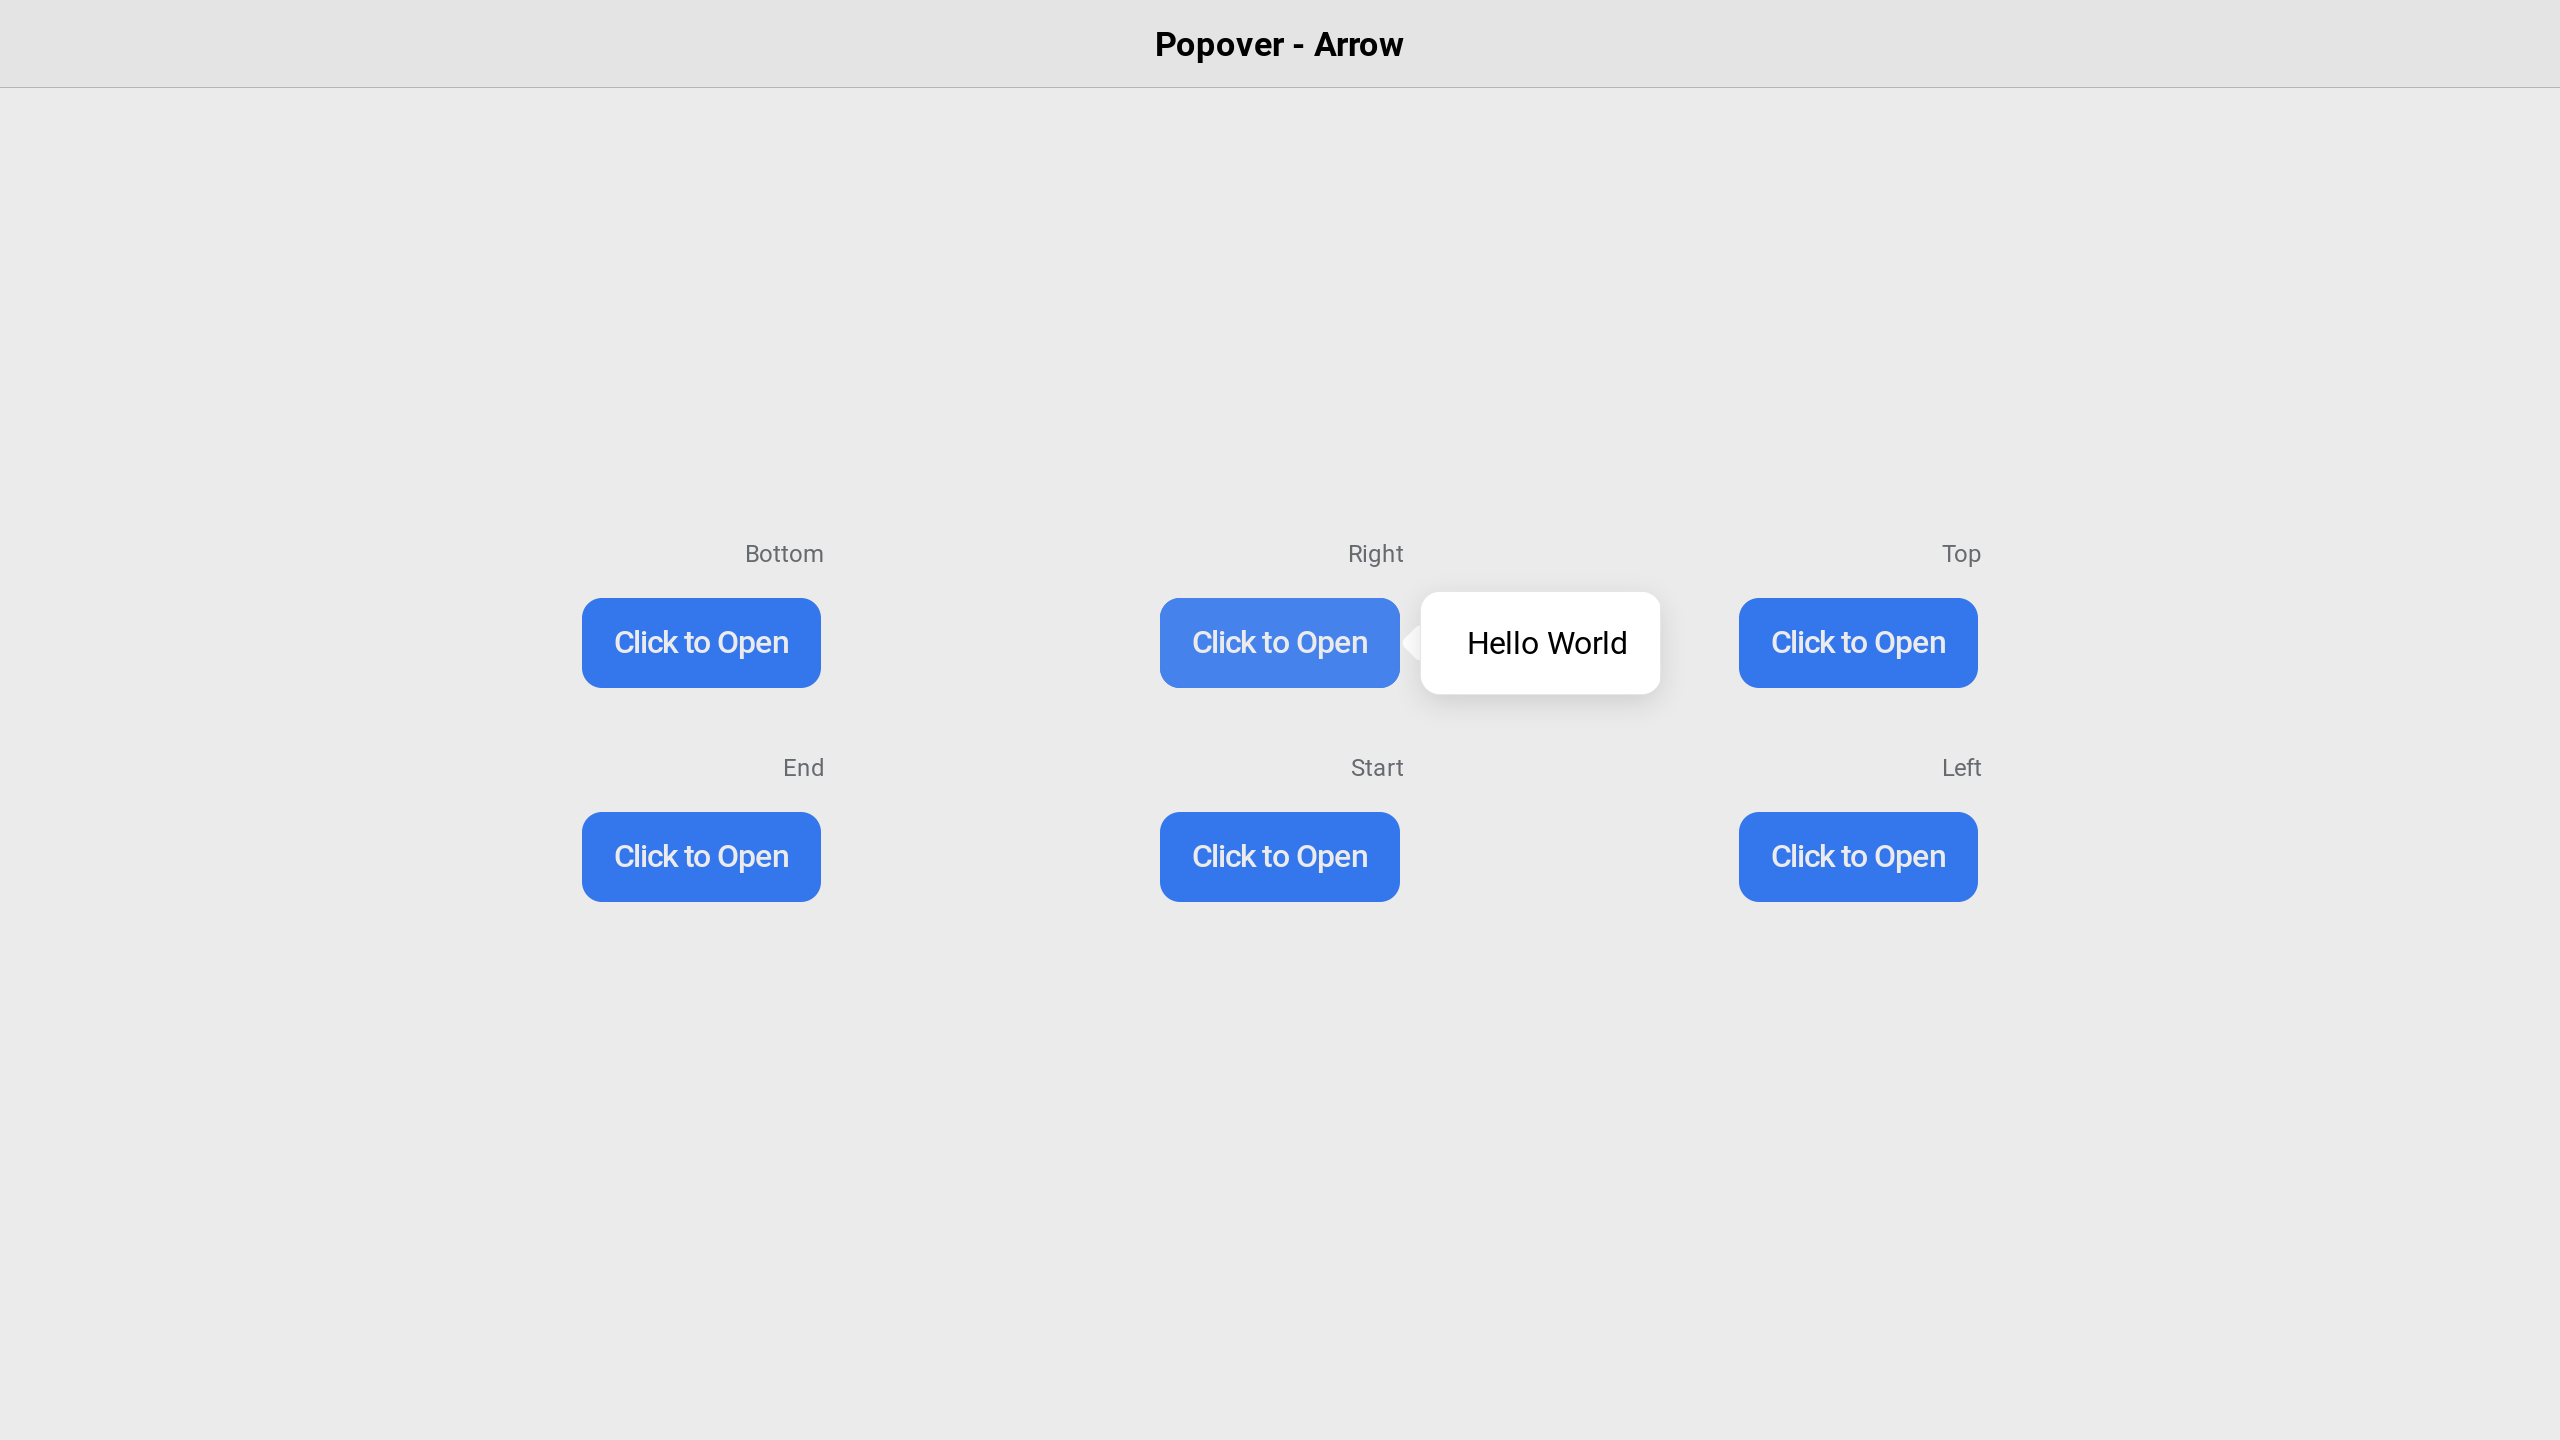 Popover - Arrow
Top
Right
Bottom
Click to Open
Hello World
Click to Open
Click to Open
Left
Start
End
Click to Open
Click to Open
Click to Open